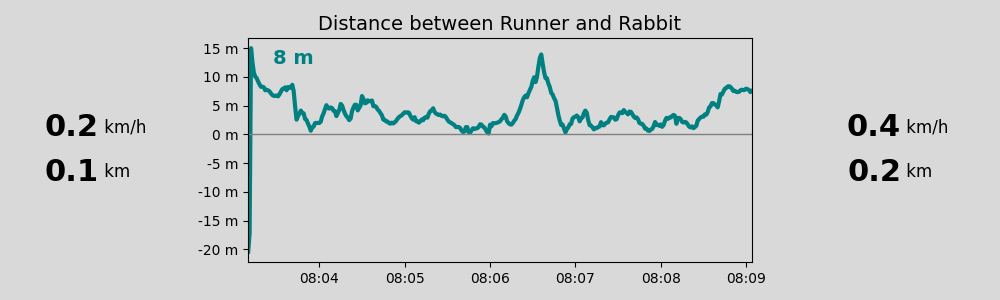 Distance between Runner and Rabbit
8 m
15 m
10 m
5 m
0 m
-5 m
-10 m
-15 m
-20 m
08:04 08:05 08:06 08:07 08:08 08:09
0.2 km/h
0.1 km
0.4 km/h
0.2 km